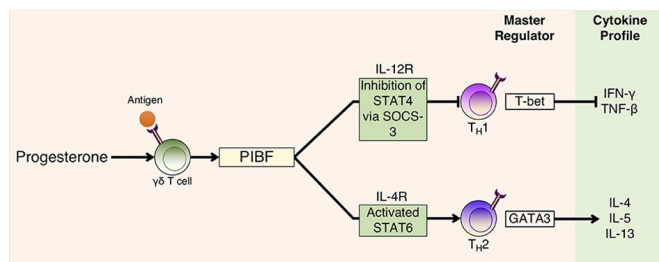 Master
Regulator
Cytokine
Profile
IL-12R
Inhibition of
STAT4
via SOCS-
3
T-bet
IFN-γ
TNF-β
TH1
Antigen
Progesterone
γδ T cell
PIBF
IL-4R
Activated
STAT6
TH2
GATA3
IL-4
IL-5
IL-13